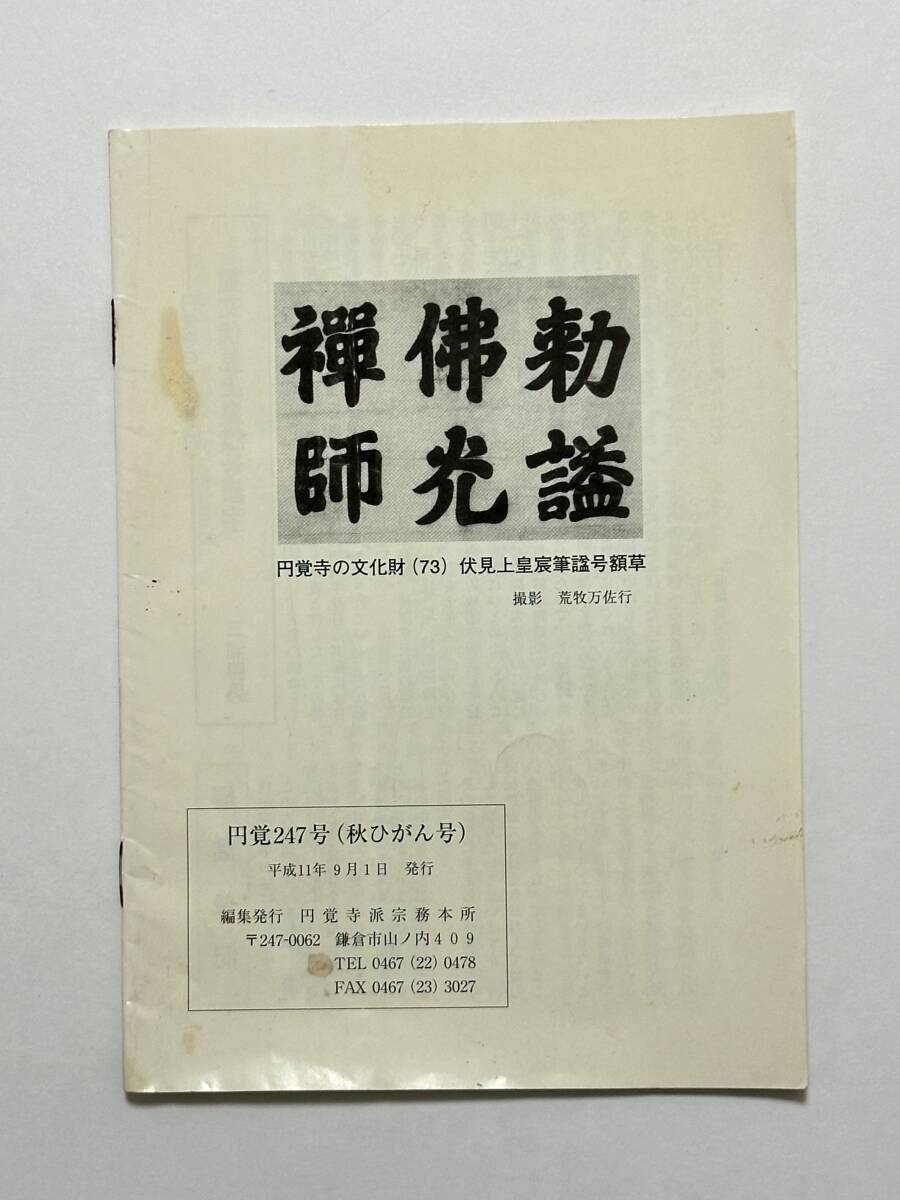 勅諡
佛光
禪師
円覚寺の文化財（73）伏見上皇宸筆諡号額草
撮影　荒牧万佐行
円覚247号（秋ひがん号）
平成11年９月１日　発行
編集発行　円覚寺派宗務本所
〒247-0062　鎌倉市山ノ内４０９
TEL 0467（22）0478
FAX 0467（23）3027